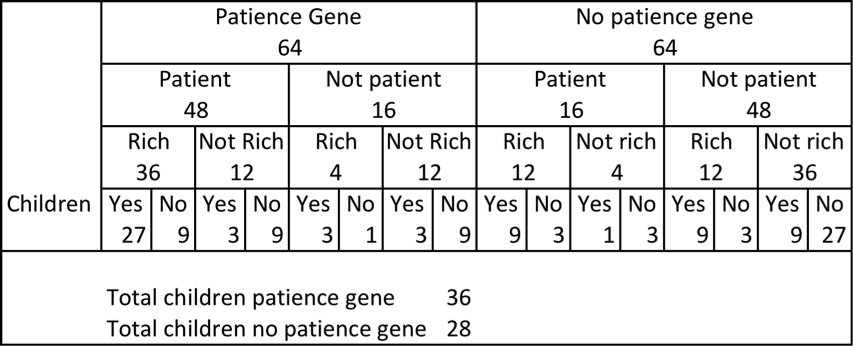 Patience Gene No patience gene
64 64
Patient Not patient Patient Not patient
48 16 16 48
Rich Not Rich Rich Not Rich Rich Not rich Rich Not rich
36 12 4 12 12 4 12 36
Children Yes No Yes No Yes No Yes No Yes No Yes No Yes No Yes No
27 9 3 9 3 1 3 9 9 3 1 3 9 3 9 27
Total children patience gene 36
Total children no patience gene 28